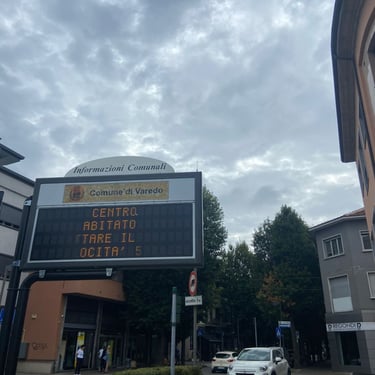 Informazioni Comunali
Comune di Varedo
CENTRO
ABITATO
TARE IL
OCITA' 5